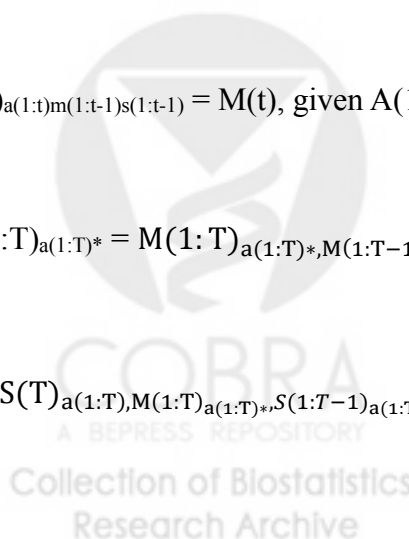 )a(1:t)m(1:t-1)s(1:t-1) = M(t), given A(1
:T)a(1:T)* = M(1:T)a(1:T)*,M(1:T−1
COBRA
S(T)a(1:T),M(1:T)a(1:T)*,S(1:T−1)a(1:T
A BEPRESS REPOSITORY
Collection of Biostatistics
Research Archive